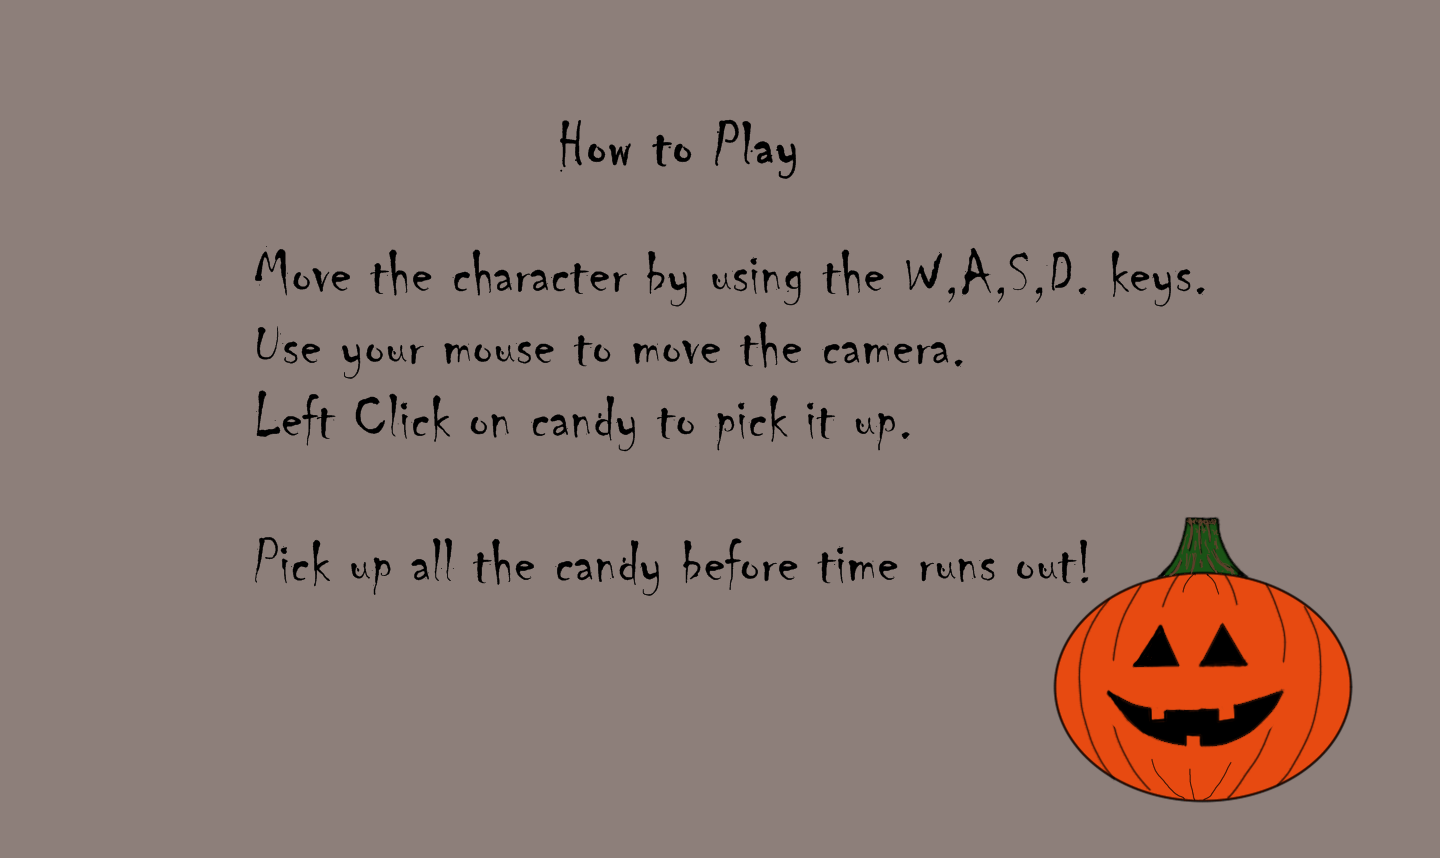 How to Play
Move the character by using the W,A,S,D. keys.
Use your mouse to move the camera.
Left Click on candy to pick it up.
Pick up all the candy before time runs out!